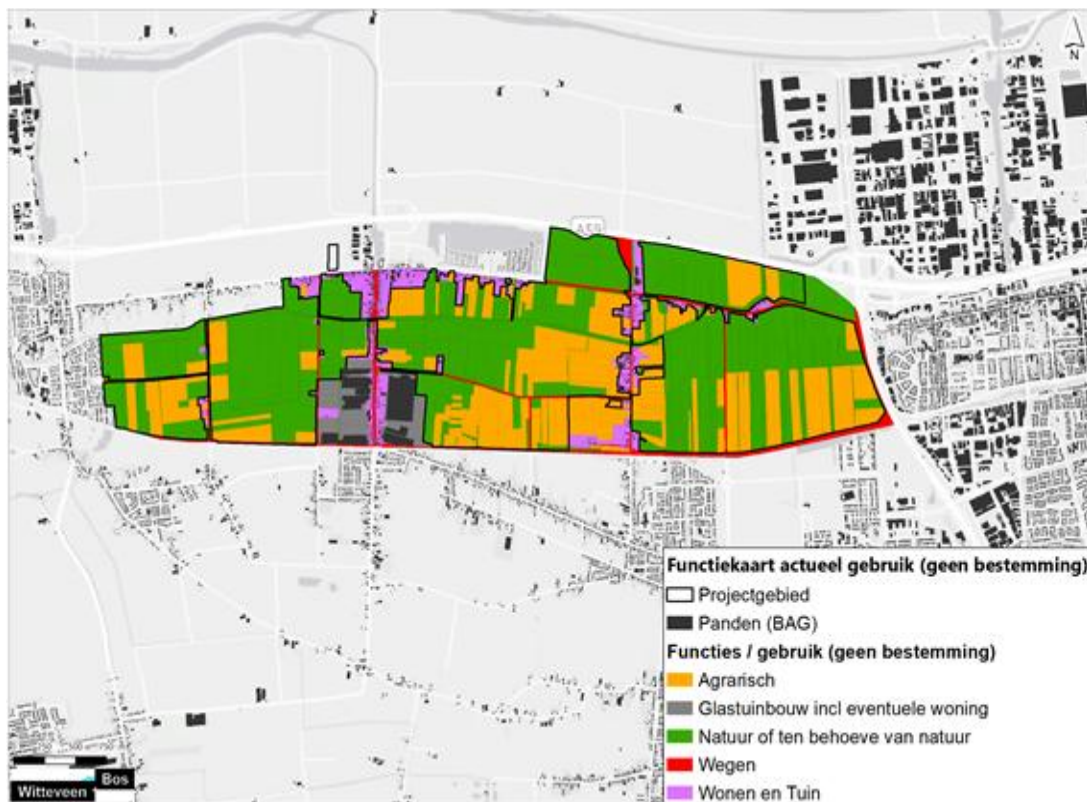 A59
N
Functiekaart actueel gebruik (geen bestemming)
Projectgebied
Panden (BAG)
Functies / gebruik (geen bestemming)
Agrarisch
Glastuinbouw incl eventuele woning
Natuur of ten behoeve van natuur
Wegen
Wonen en Tuin
Bos
Witteveen